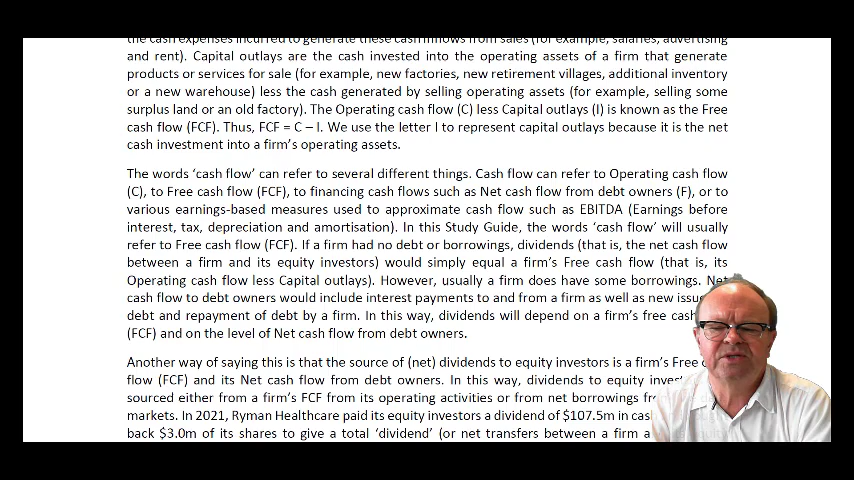 the cash expenses incurred to generate these cash inflows from sales (for example, salaries, advertising
and rent). Capital outlays are the cash invested into the operating assets of a firm that generate
products or services for sale (for example, new factories, new retirement villages, additional inventory
or a new warehouse) less the cash generated by selling operating assets (for example, selling some
surplus land or an old factory). The Operating cash flow (C) less Capital outlays (I) is known as the Free
cash flow (FCF). Thus, FCF = C – I. We use the letter I to represent capital outlays because it is the net
cash investment into a firm's operating assets.
The words 'cash flow' can refer to several different things. Cash flow can refer to Operating cash flow
(C), to Free cash flow (FCF), to financing cash flows such as Net cash flow from debt owners (F), or to
various earnings-based measures used to approximate cash flow such as EBITDA (Earnings before
interest, tax, depreciation and amortisation). In this Study Guide, the words 'cash flow' will usually
refer to Free cash flow (FCF). If a firm had no debt or borrowings, dividends (that is, the net cash flow
between a firm and its equity investors) would simply equal a firm's Free cash flow (that is, its
Operating cash flow less Capital outlays). However, usually a firm does have some borrowings. Net
cash flow to debt owners would include interest payments to and from a firm as well as new
debt and repayment of debt by a firm. In this way, dividends will depend on a firm's free
(FCF) and on the level of Net cash flow from debt owners.
Another way of saying this is that the source of (net) dividends to equity investors is a firm's Free
flow (FCF) and its Net cash flow from debt owners. In this way, dividends to equity
sourced either from a firm's FCF from its operating activities or from net borrowings
markets. In 2021, Ryman Healthcare paid its equity investors a dividend of $107.5m in
back $3.0m of its shares to give a total 'dividend' (or net transfers between a firm